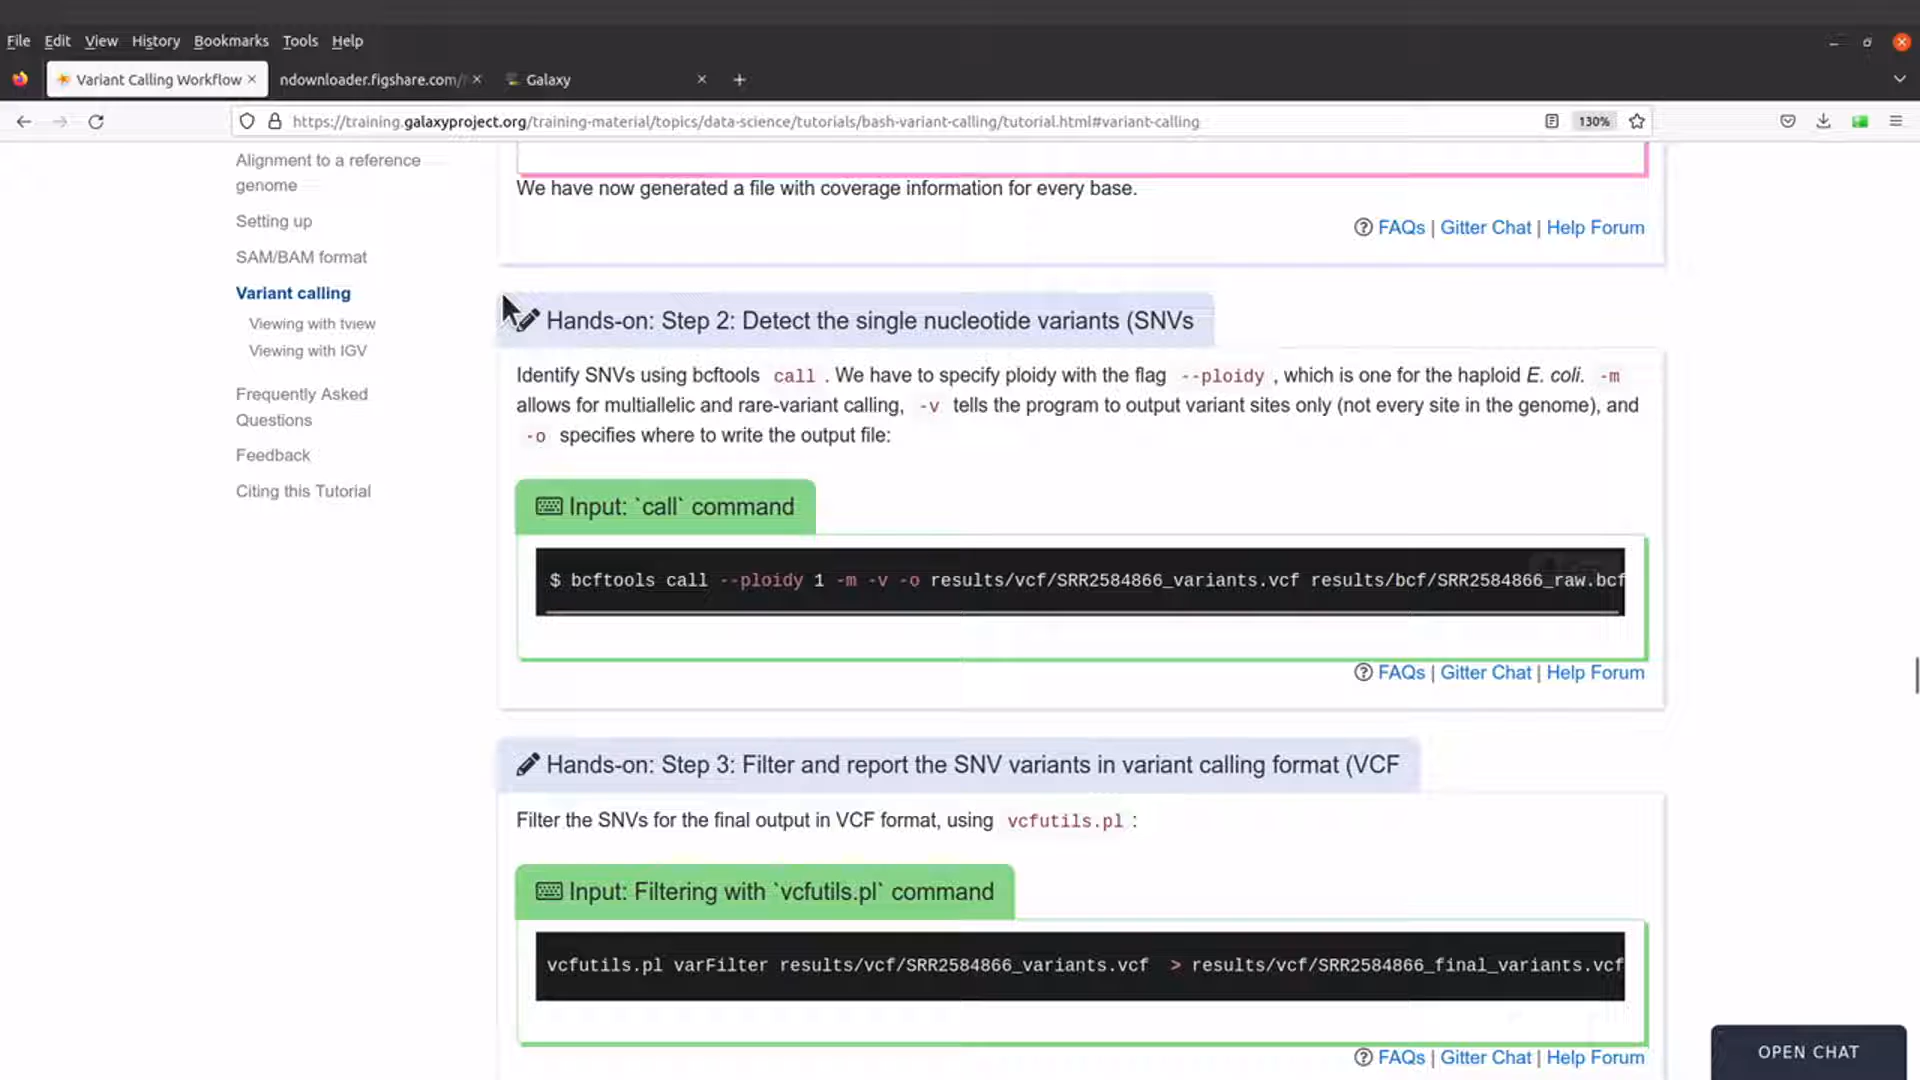 File Edit View History Bookmarks Tools Help
Variant Calling Workflow
ndownloader.figshare.com/
Galaxy
https://training.galaxyproject.org/training-material/topics/data-science/tutorials/bash-variant-calling/tutorial.html#variant-calling
130%
Alignment to a reference
genome
Setting up
SAM/BAM format
Variant calling
Viewing with tview
Viewing with IGV
Frequently Asked
Questions
Feedback
Citing this Tutorial
We have now generated a file with coverage information for every base.
FAQs | Gitter Chat | Help Forum
Hands-on: Step 2: Detect the single nucleotide variants (SNVs
Identify SNVs using bcftools call . We have to specify ploidy with the flag --ploidy , which is one for the haploid E. coli. -m
allows for multiallelic and rare-variant calling, -v tells the program to output variant sites only (not every site in the genome), and
-o specifies where to write the output file:
Input: `call` command
$ bcftools call --ploidy 1 -m -v -o results/vcf/SRR2584866_variants.vcf results/bcf/SRR2584866_raw.bcf
FAQs | Gitter Chat | Help Forum
Hands-on: Step 3: Filter and report the SNV variants in variant calling format (VCF
Filter the SNVs for the final output in VCF format, using vcfutils.pl :
Input: Filtering with `vcfutils.pl` command
vcfutils.pl varFilter results/vcf/SRR2584866_variants.vcf > results/vcf/SRR2584866_final_variants.vcf
FAQs | Gitter Chat | Help Forum
OPEN CHAT